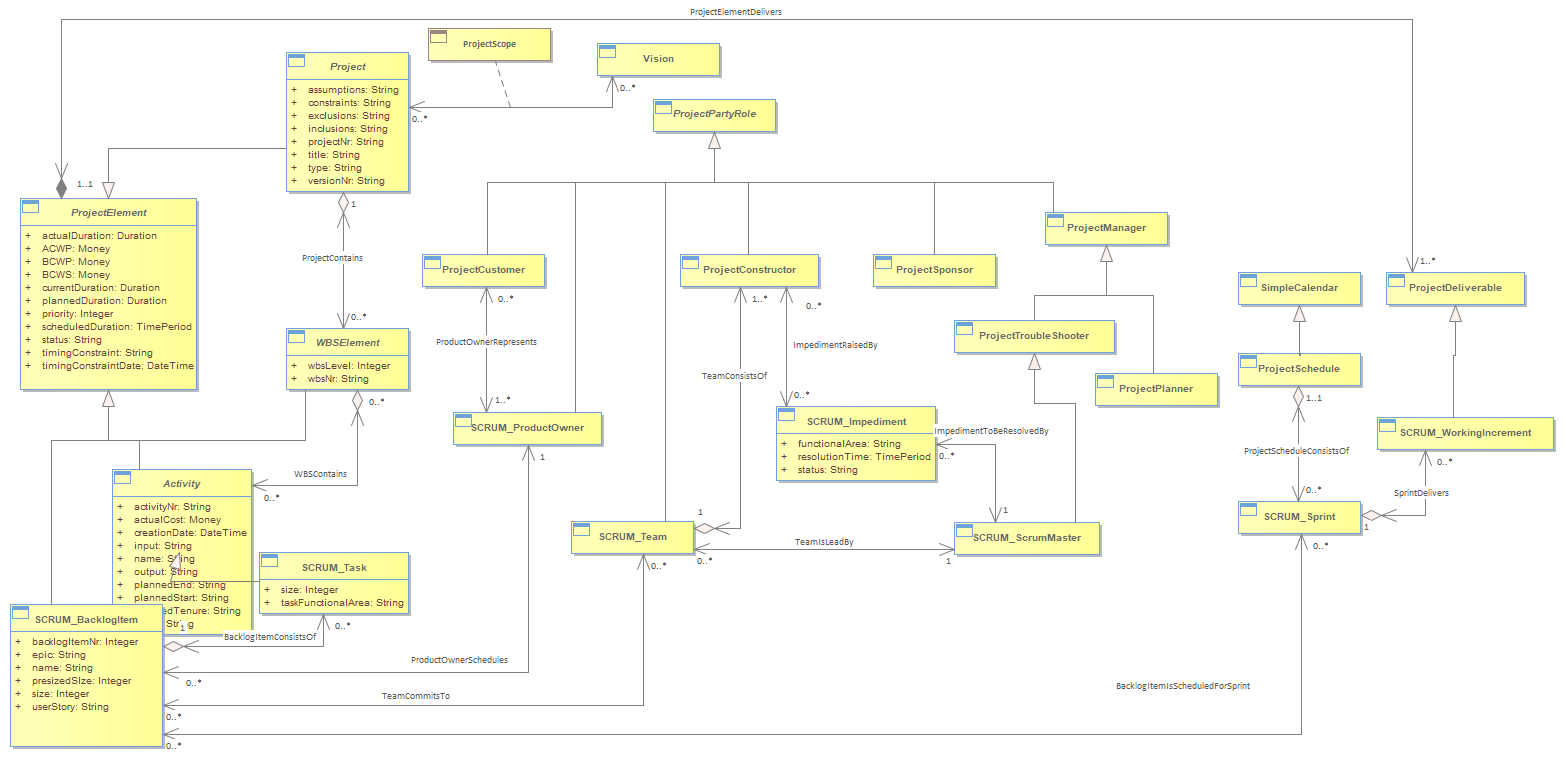 ProjectElementDelivers
ProjectScope
Vision
0..*
0..*
Project
+ assumptions: String
+ constraints: String
+ exclusions: String
+ inclusions: String
+ projectNr: String
+ title: String
+ type: String
+ versionNr: String
ProjectPartyRole
1..1
1
ProjectElement
+ actualDuration: Duration
+ ACWP: Money
+ BCWP: Money
+ BCWS: Money
+ currentDuration: Duration
+ plannedDuration: Duration
+ priority: Integer
+ scheduledDuration: TimePeriod
+ status: String
+ timingConstraint: String
+ timingConstraintDate: DateTime
ProjectContains
0..*
ProjectManager
ProjectCustomer
ProjectConstructor
ProjectSponsor
1..*
SimpleCalendar
ProjectDeliverable
0..*
1..*
0..*
WBSElement
+ wbsLevel: Integer
+ wbsNr: String
0..*
ProductOwnerRepresents
ImpedimentRaisedBy
ProjectTroubleShooter
TeamConsistsOf
ProjectSchedule
ProjectPlanner
1..*
0..*
1..1
SCRUM_ProductOwner
1
SCRUM_Impediment
+ functionalArea: String
+ resolutionTime: TimePeriod
+ status: String
ImpedimentToBeResolvedBy
0..*
1
SCRUM_WorkingIncrement
0..*
ProjectScheduleConsistsOf
0..*
SprintDelivers
WBSContains
0..*
Activity
+ activityNr: String
+ actualCost: Money
+ creationDate: DateTime
+ input: String
+ name: String
+ output: String
+ plannedEnd: String
+ plannedStart: String
edTenure: String
1
SCRUM_Team
1
0..*
TeamIsLeadBy
0..*
1
SCRUM_ScrumMaster
SCRUM_Sprint
1
0..*
SCRUM_Task
+ size: Integer
+ taskFunctionalArea: String
0..*
BacklogItemConsistsOf
SCRUM_BacklogItem
+ backlogItemNr: Integer
+ epic: String
+ name: String
+ presizedSIze: Integer
+ size: Integer
+ userStory: String
ProductOwnerSchedules
0..*
TeamCommitsTo
0..*
BacklogItemIsScheduledForSprint
0..*